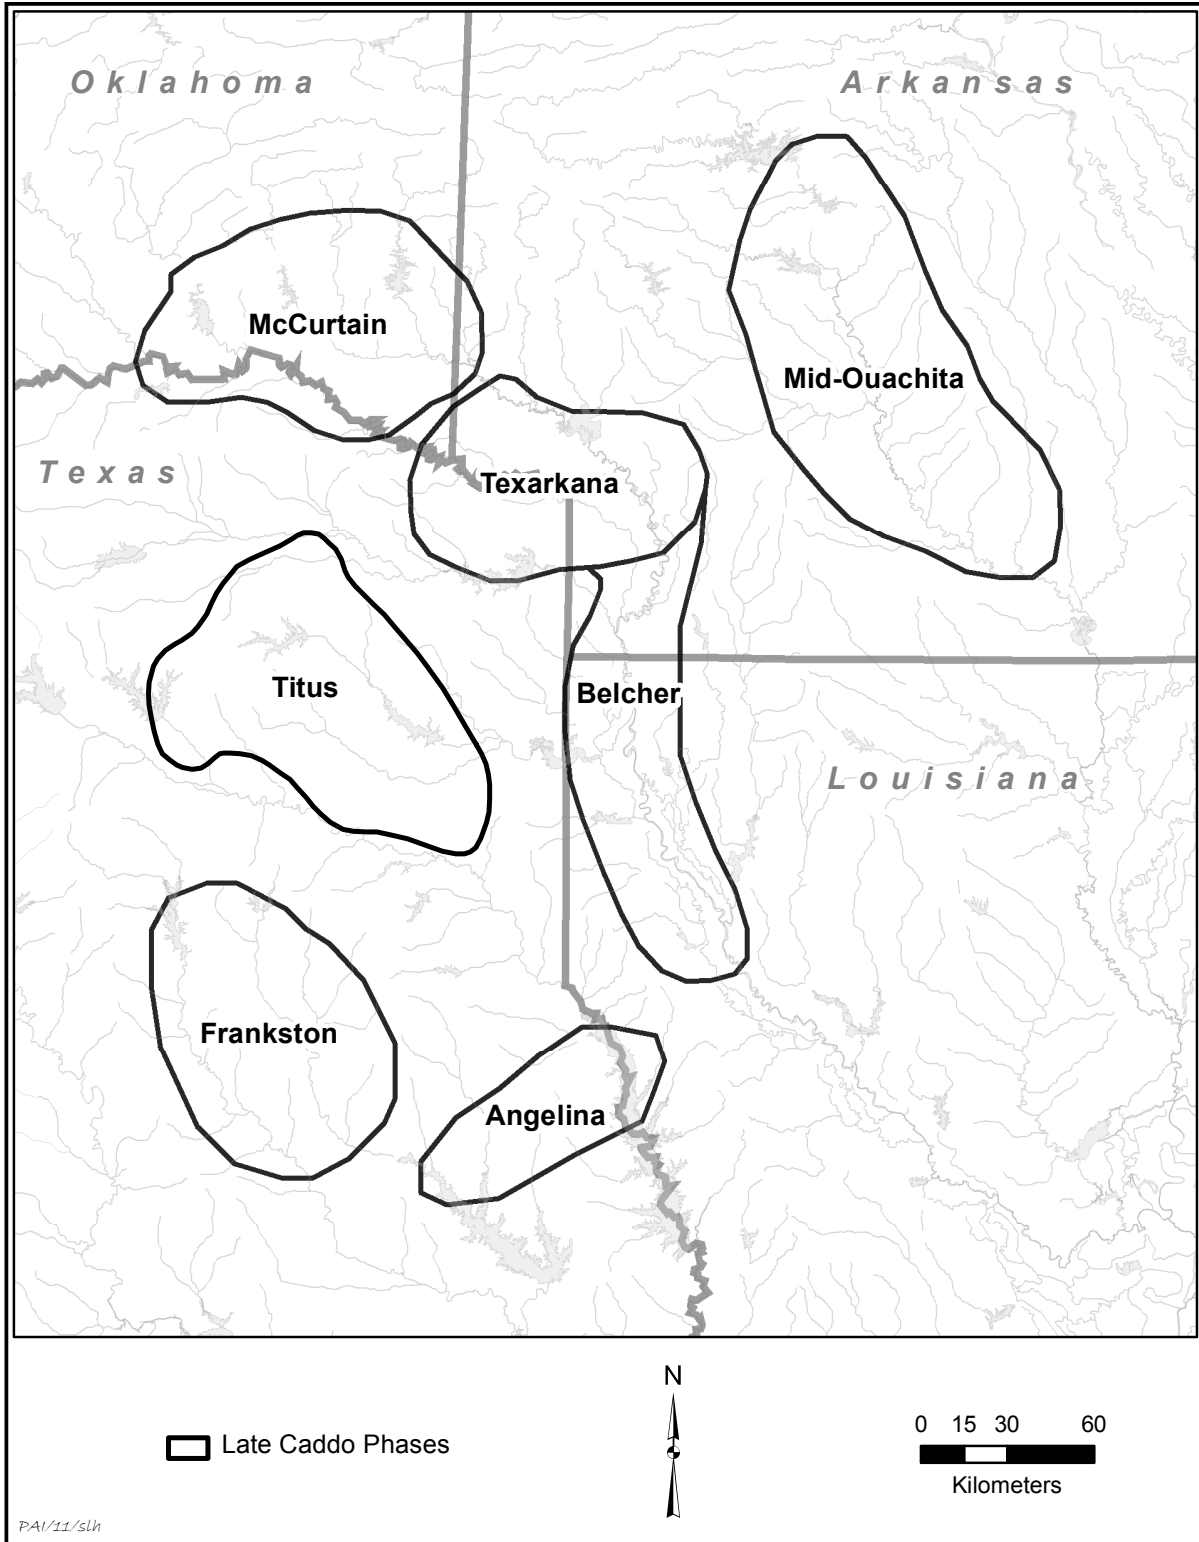 Oklahoma
Arkansas
McCurtain
Mid-Ouachita
Texas
Texarkana
Titus
Belcher
Louisiana
Frankston
Angelina
N
Late Caddo Phases
0 15 30 60
Kilometers
PAI/11/slh